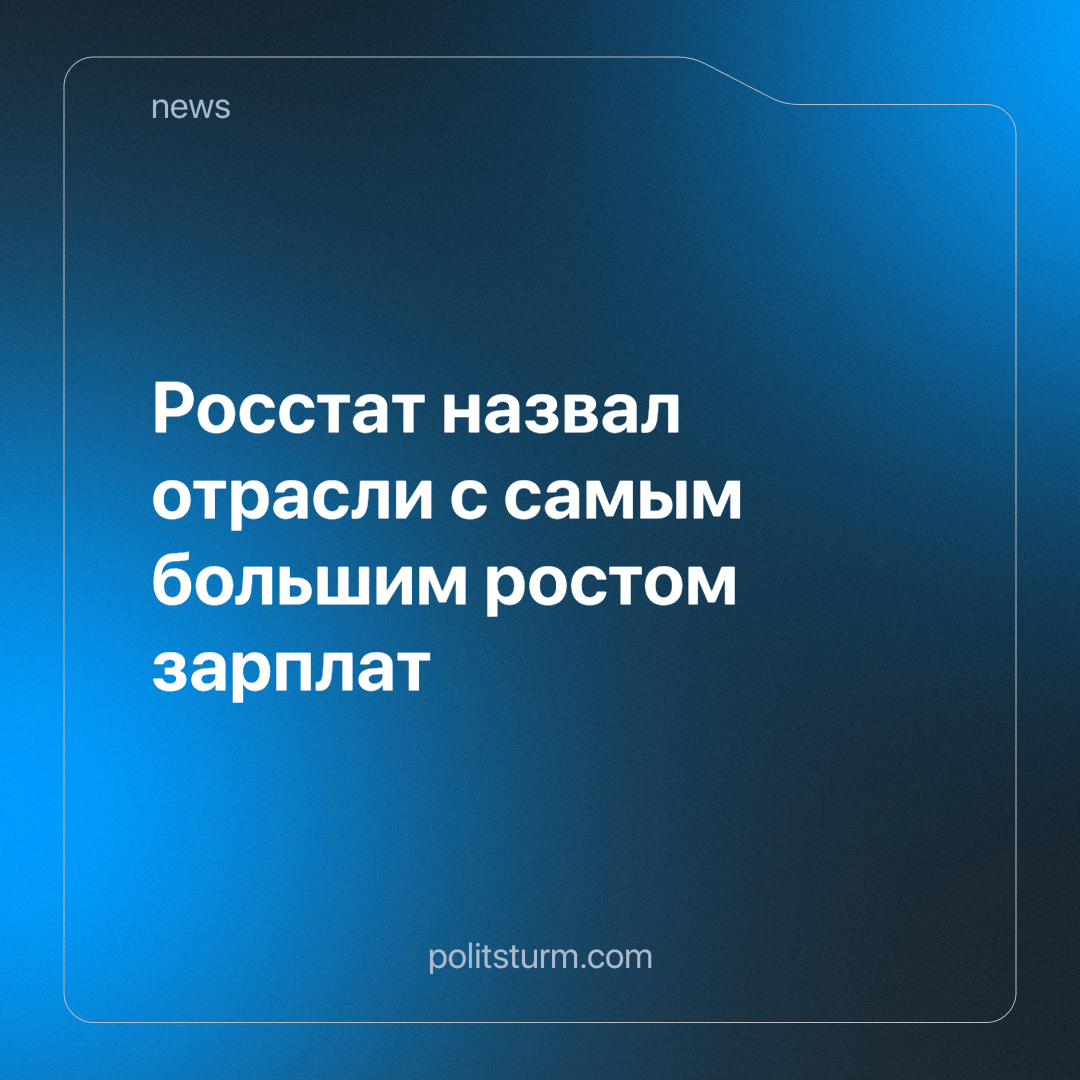 news
Росстат назвал
отрасли с самым
большим ростом
зарплат
politsturm.com